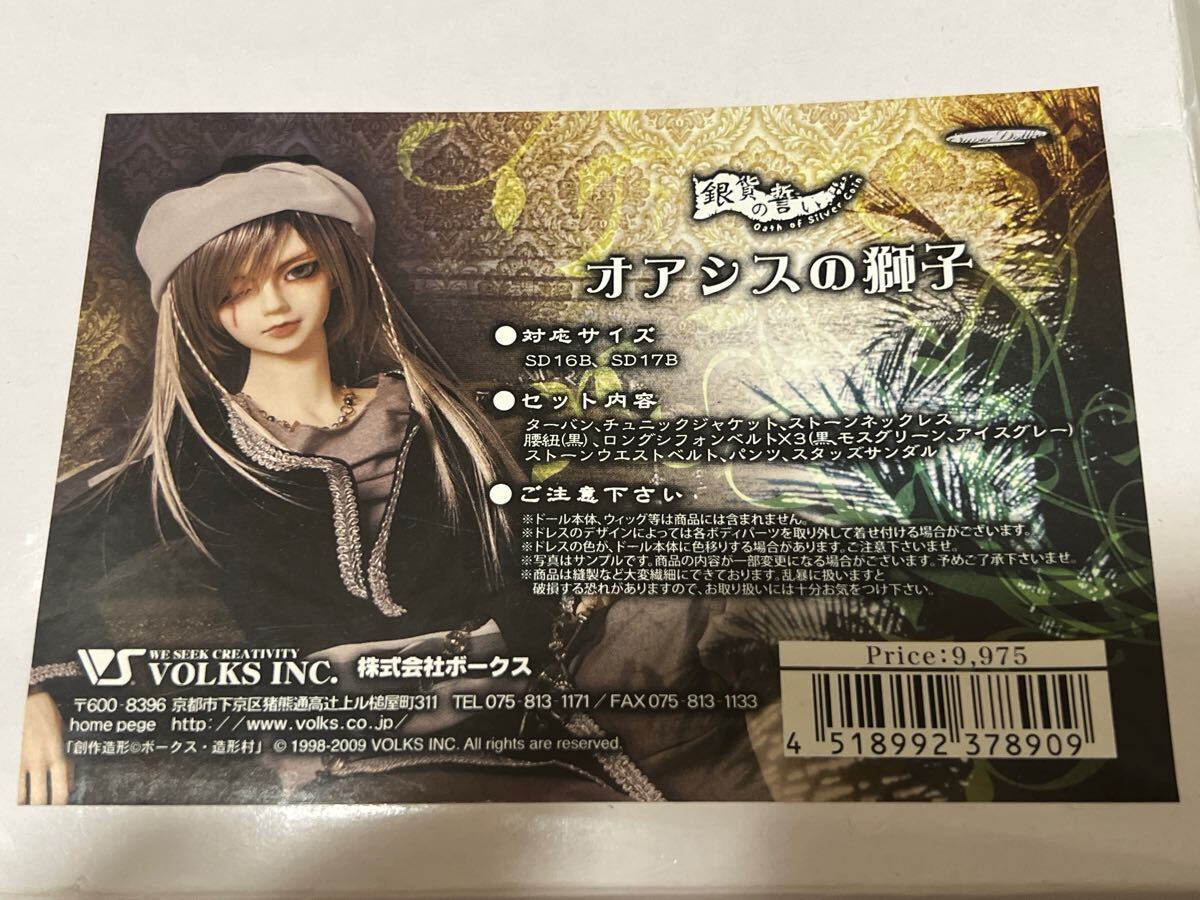 Super Dollfie
銀貨の誓い
Oath of Silver Coin
オアシスの獅子
●対応サイズ
SD16B、SD17B
●セット内容
ターバン、チュニックジャケット、ストーンネックレス
腰紐(黒)、ロングシフォンベルト×3(黒、モスグリーン、アイスグレー)
ストーンウエストベルト、パンツ、スタッズサンダル
●ご注意下さい
※ドール本体、ウィッグ等は商品には含まれません。
※ドレスのデザインによっては各ボディパーツを取り外して着せ付ける場合がございます。
※ドレスの色が、ドール本体に色移りする場合があります。ご注意下さいませ。
※写真はサンプルです。商品の内容が一部変更になる場合がございます。予めご了承下さいませ。
※商品は縫製など大変繊細にできております。乱暴に扱いますと
破損する恐れがありますので、お取り扱いには十分お気をつけ下さい。
VS WE SEEK CREATIVITY
VOLKS INC. 株式会社ボークス
〒600-8396 京都市下京区猪熊通高辻上ル槌屋町311 TEL 075-813-1171/FAX 075-813-1133
home pege http://www.volks.co.jp/
「創作造形©ボークス・造形村」 © 1998-2009 VOLKS INC. All rights are reserved.
Price:9,975
4 518992 378909